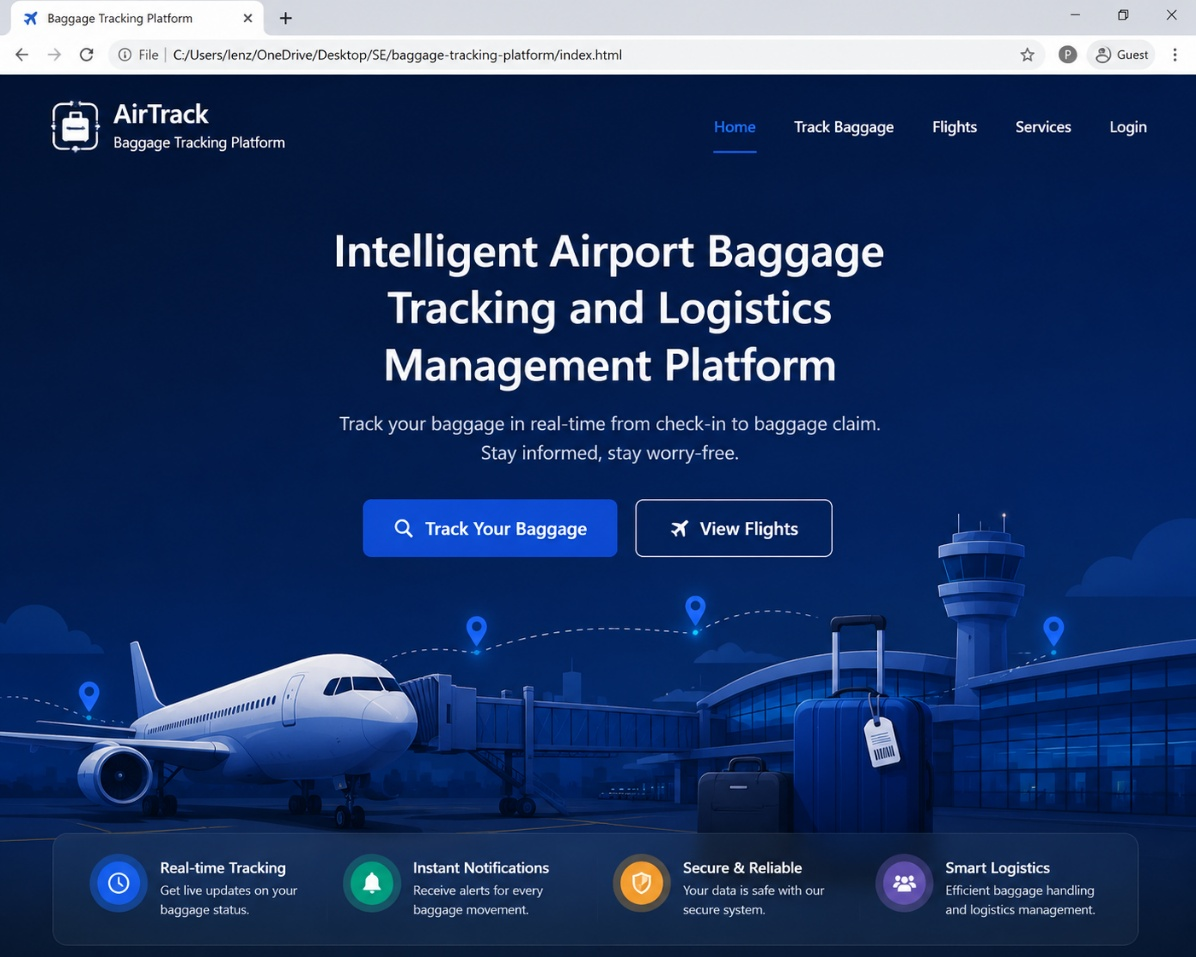 Baggage Tracking Platform
File
C:/Users/lenz/OneDrive/Desktop/SE/baggage-tracking-platform/index.html
P
Guest
AirTrack
Baggage Tracking Platform
Home
Track Baggage
Flights
Services
Login
Intelligent Airport Baggage
Tracking and Logistics
Management Platform
Track your baggage in real-time from check-in to baggage claim.
Stay informed, stay worry-free.
Track Your Baggage
View Flights
Real-time Tracking
Get live updates on your
baggage status.
Instant Notifications
Receive alerts for every
baggage movement.
Secure & Reliable
Your data is safe with our
secure system.
Smart Logistics
Efficient baggage handling
and logistics management.